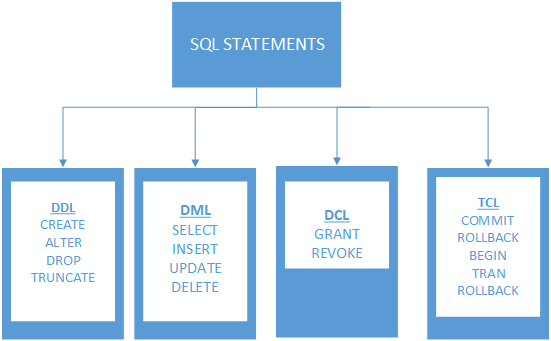 SQL STATEMENTS
DDL
CREATE
ALTER
DROP
TRUNCATE
DML
SELECT
INSERT
UPDATE
DELETE
DCL
GRANT
REVOKE
TCL
COMMIT
ROLLBACK
BEGIN
TRAN
ROLLBACK